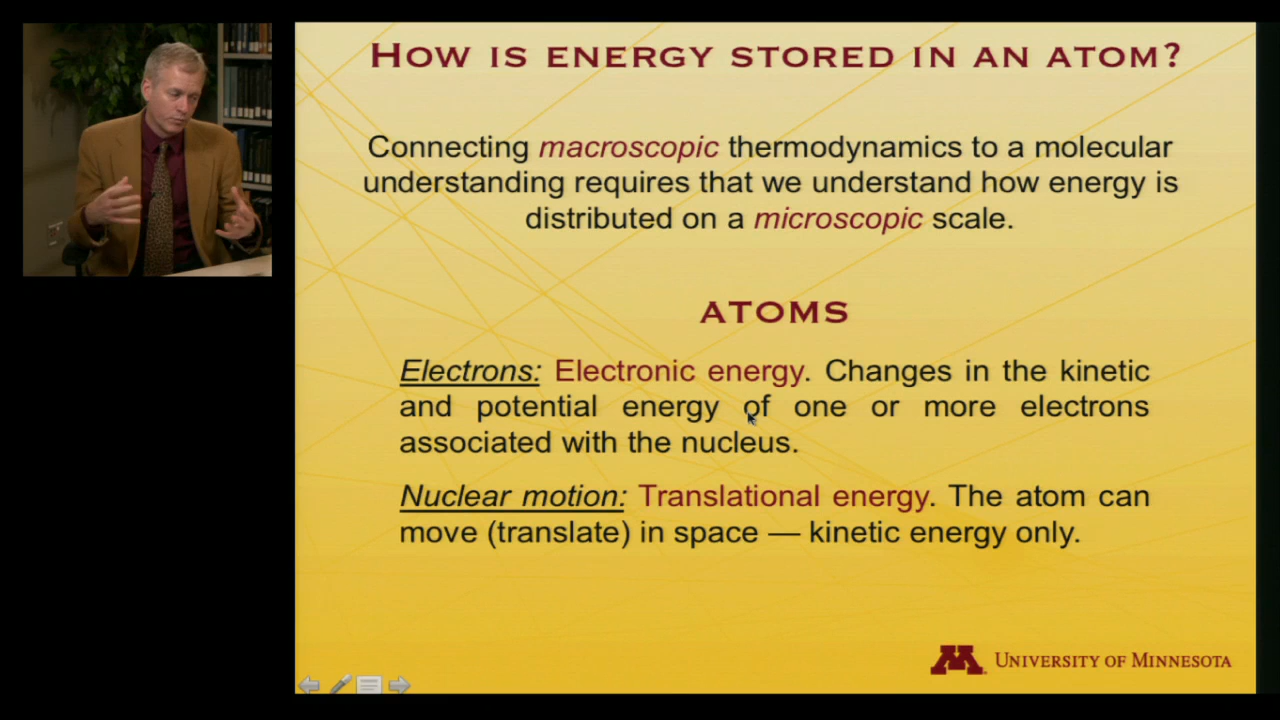 HOW IS ENERGY STORED IN AN ATOM?
Connecting macroscopic thermodynamics to a molecular
understanding requires that we understand how energy is
distributed on a microscopic scale.
ATOMS
Electrons: Electronic energy. Changes in the kinetic
and potential energy of one or more electrons
associated with the nucleus.
Nuclear motion: Translational energy. The atom can
move (translate) in space — kinetic energy only.
M UNIVERSITY OF MINNESOTA